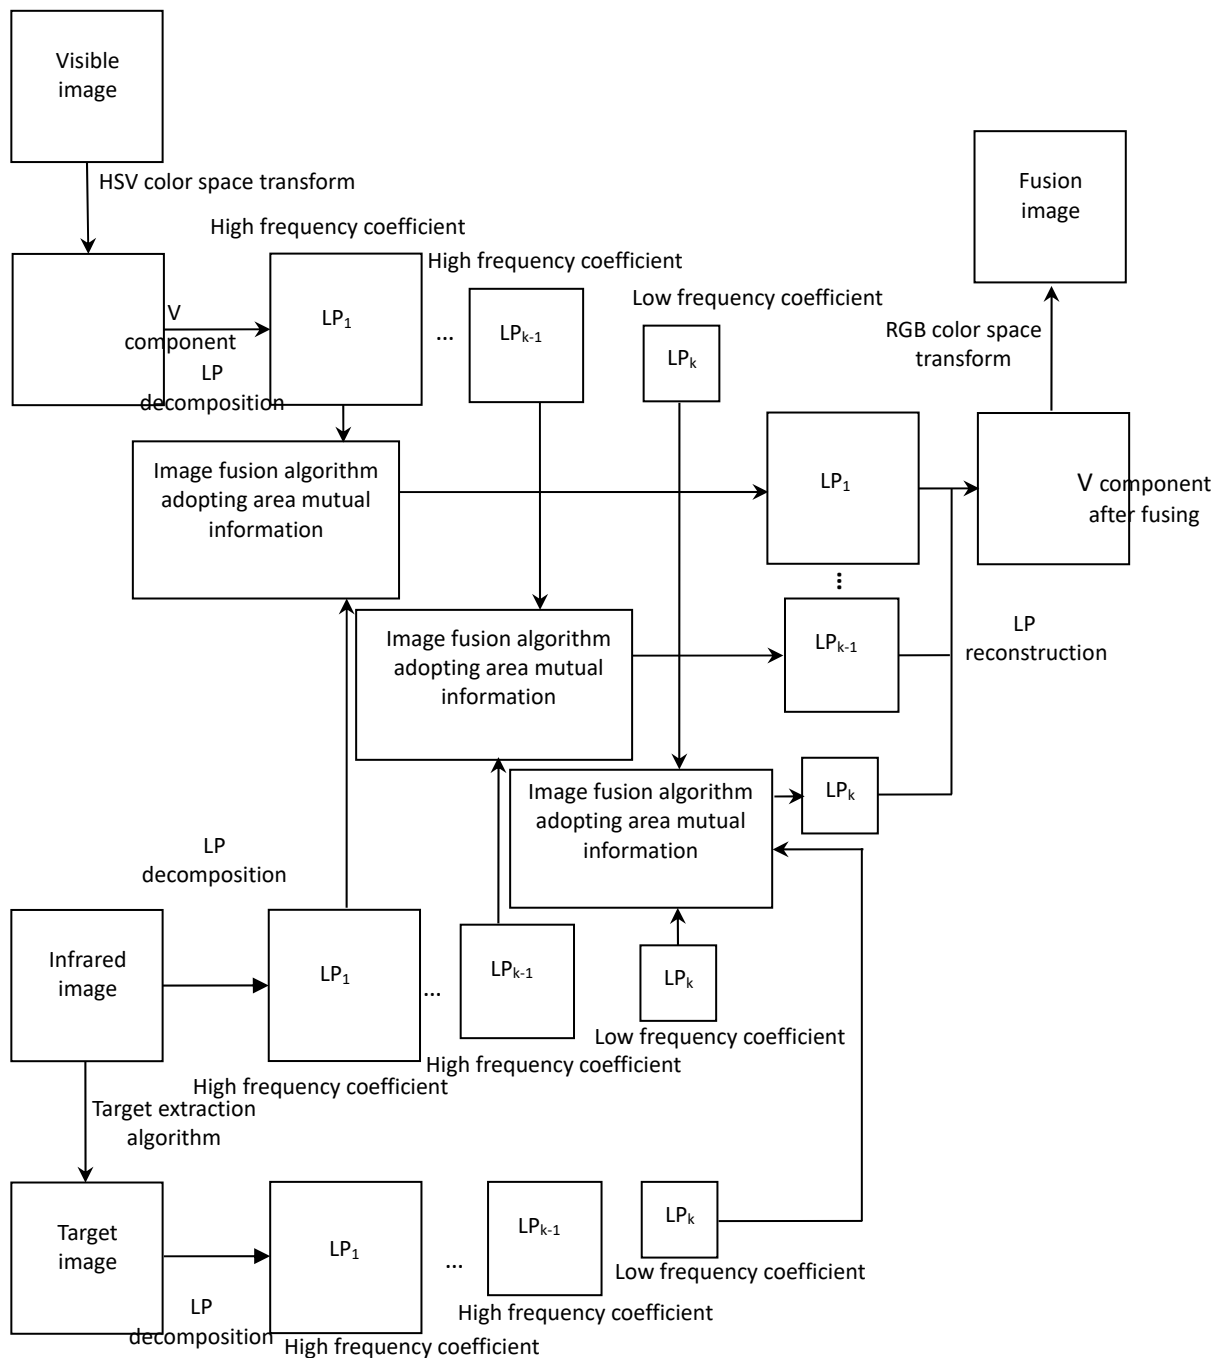 Visible
image
HSV color space transform
Fusion
image
High frequency coefficient
High frequency coefficient
Low frequency coefficient
V
component
LP
decomposition
LP1
...
LPk-1
LPk
RGB color space
transform
Image fusion algorithm
adopting area mutual
information
LP1
V component
after fusing
...
Image fusion algorithm
adopting area mutual
information
LPk-1
LP
reconstruction
Image fusion algorithm
adopting area mutual
information
LPk
LP
decomposition
Infrared
image
LP1
...
LPk-1
LPk
Low frequency coefficient
High frequency coefficient
High frequency coefficient
Target extraction
algorithm
Target
image
LP1
...
LPk-1
LPk
Low frequency coefficient
LP
decomposition
High frequency coefficient
High frequency coefficient